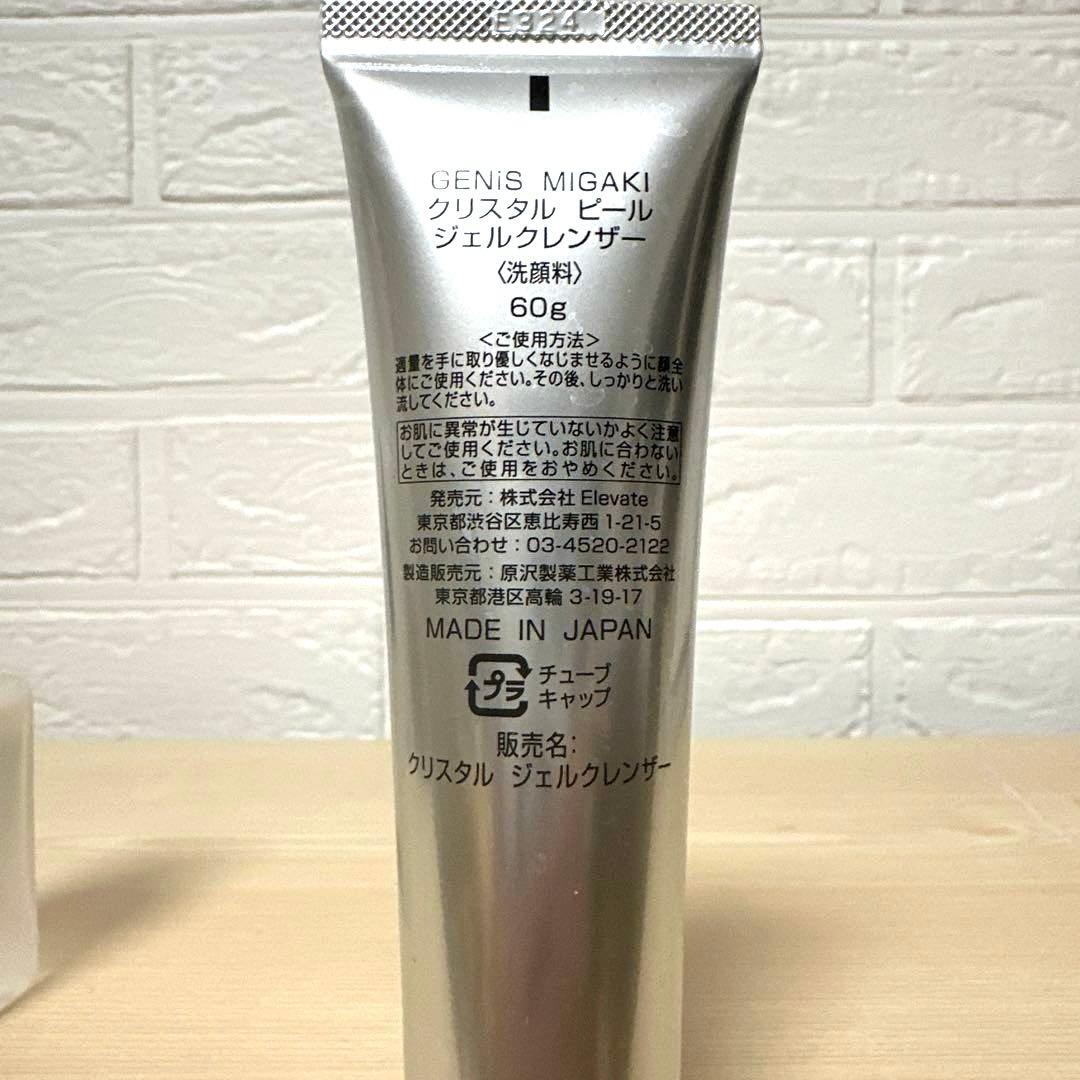 E324
GENiS MIGAKI
クリスタル ピール
ジェルクレンザー
〈洗顔料〉
60g
＜ご使用方法＞
適量を手に取り優しくなじませるように顔全
体にご使用ください。その後、しっかりと洗い
流してください。
お肌に異常が生じていないかよく注意
してご使用ください。お肌に合わない
ときは、ご使用をおやめください。
発売元：株式会社 Elevate
東京都渋谷区恵比寿西 1-21-5
お問い合わせ：03-4520-2122
製造販売元：原沢製薬工業株式会社
東京都港区高輪 3-19-17
MADE IN JAPAN
プラ チューブ
キャップ
販売名：
クリスタル ジェルクレンザー